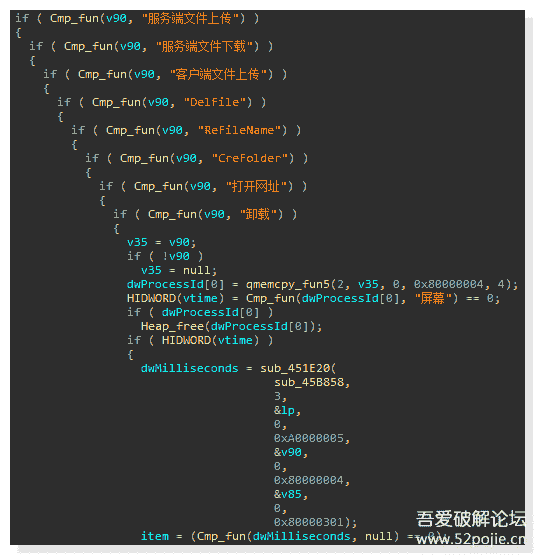 if ( Cmp_fun(v90, "服务端文件上传") )
{
if ( Cmp_fun(v90, "服务端文件下载") )
{
if ( Cmp_fun(v90, "客户端文件上传") )
{
if ( Cmp_fun(v90, "DelFile") )
{
if ( Cmp_fun(v90, "ReFileName") )
{
if ( Cmp_fun(v90, "CreFolder") )
{
if ( Cmp_fun(v90, "打开网址") )
{
if ( Cmp_fun(v90, "卸载") )
{
v35 = v90;
if ( !v90 )
v35 = null;
dwProcessId[0] = qmemcpy_fun5(2, v35, 0, 0x80000004, 4);
HIDWORD(vtime) = Cmp_fun(dwProcessId[0], "屏幕") == 0;
if ( dwProcessId[0] )
Heap_free(dwProcessId[0]);
if ( HIDWORD(vtime) )
{
dwMilliseconds = sub_451E20(
sub_45B858,
3,
&lp,
0,
0xA0000005,
&v90,
0,
0x80000004,
&v85,
0,
0x80000301);
item = (Cmp_fun(dwMilliseconds, null) == 0);
吾爱破解论坛
www.52pojie.cn